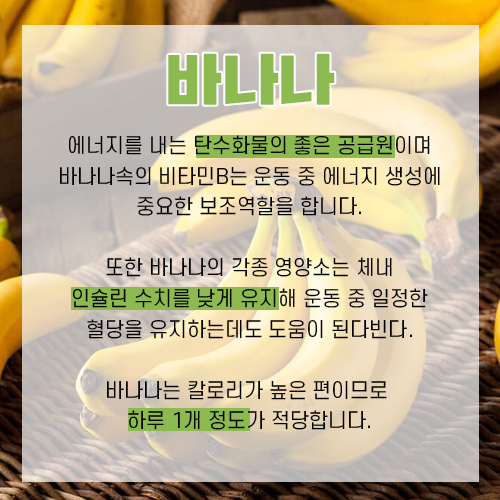 바나나
에너지를 내는 탄수화물의 좋은 공급원이며
바나나속의 비타민B는 운동 중 에너지 생성에
중요한 보조역할을 합니다.
또한 바나나의 각종 영양소는 체내
인슐린 수치를 낮게 유지해 운동 중 일정한
혈당을 유지하는데도 도움이 된다빈다.
바나나는 칼로리가 높은 편이므로
하루 1개 정도가 적당합니다.